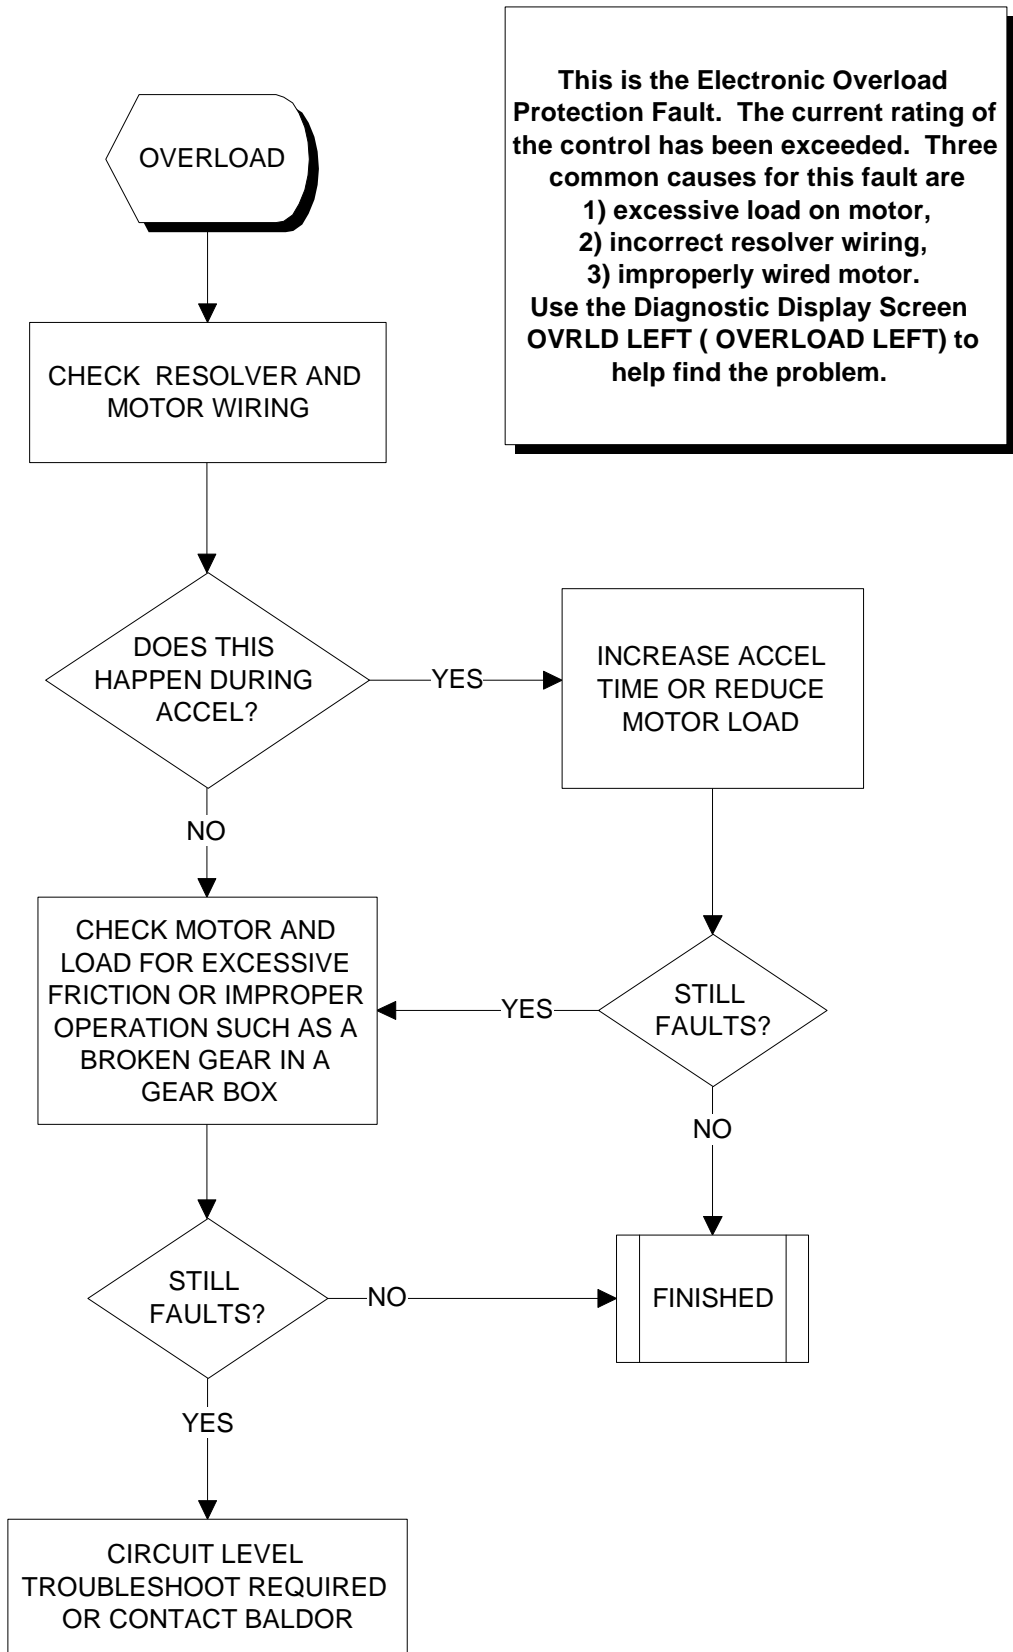 OVERLOAD
This is the Electronic Overload
Protection Fault.  The current rating of
the control has been exceeded.  Three
common causes for this fault are
1) excessive load on motor,
2) incorrect resolver wiring,
3) improperly wired motor.
Use the Diagnostic Display Screen
OVRLD LEFT ( OVERLOAD LEFT) to
help find the problem.
CHECK  RESOLVER AND
MOTOR WIRING
DOES THIS
HAPPEN DURING
ACCEL?
YES
INCREASE ACCEL
TIME OR REDUCE
MOTOR LOAD
NO
CHECK MOTOR AND
LOAD FOR EXCESSIVE
FRICTION OR IMPROPER
OPERATION SUCH AS A
BROKEN GEAR IN A
GEAR BOX
YES
STILL
FAULTS?
NO
STILL
FAULTS?
NO
FINISHED
YES
CIRCUIT LEVEL
TROUBLESHOOT REQUIRED
OR CONTACT BALDOR